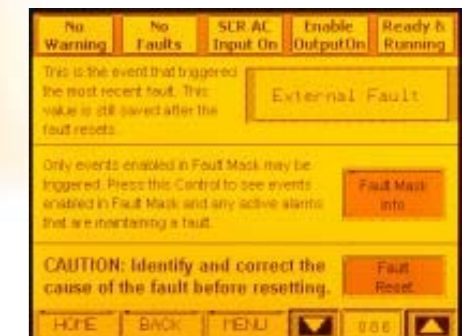 No Warning
No Faults
SCR AC Input On
Enable OutputOn
Ready & Running
This is the event that triggered
the most recent fault. This
value is still saved after the
fault resets.
External Fault
Only events enabled in Fault Mask may be
triggered. Press this Control to see events
enabled in Fault Mask and any active alarms
that are maintaining a fault.
Fault Mask
Info
CAUTION: Identify and correct the
cause of the fault before resetting.
Fault
Reset
HOME
BACK
MENU
086